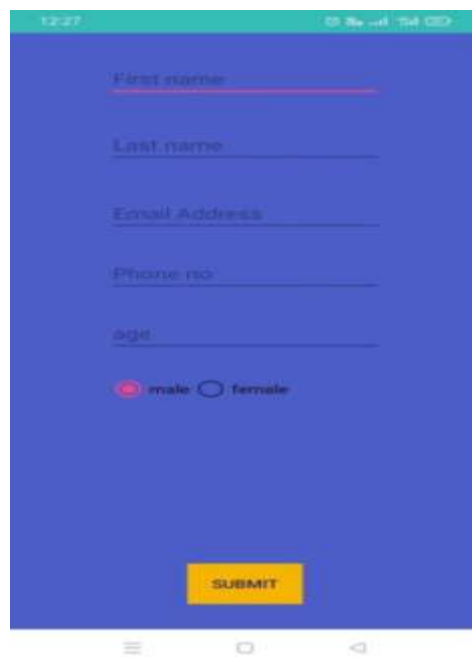 12:27
First name
Last name
Email Address
Phone no
age
male female
SUBMIT